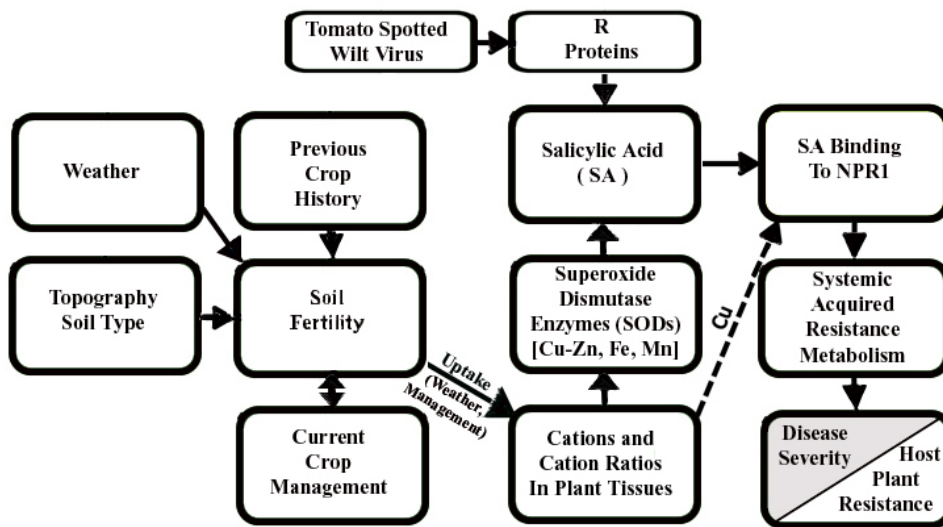 Tomato Spotted
Wilt Virus
R
Proteins
Weather
Previous
Crop
History
Salicylic Acid
( SA )
SA Binding
To NPR1
Topography
Soil Type
Soil
Fertility
Superoxide
Dismutase
Enzymes (SODs)
[Cu-Zn, Fe, Mn]
Cu
Systemic
Acquired
Resistance
Metabolism
Uptake
(Weather,
Management)
Current
Crop
Management
Cations and
Cation Ratios
In Plant Tissues
Disease
Severity
Host
Plant
Resistance